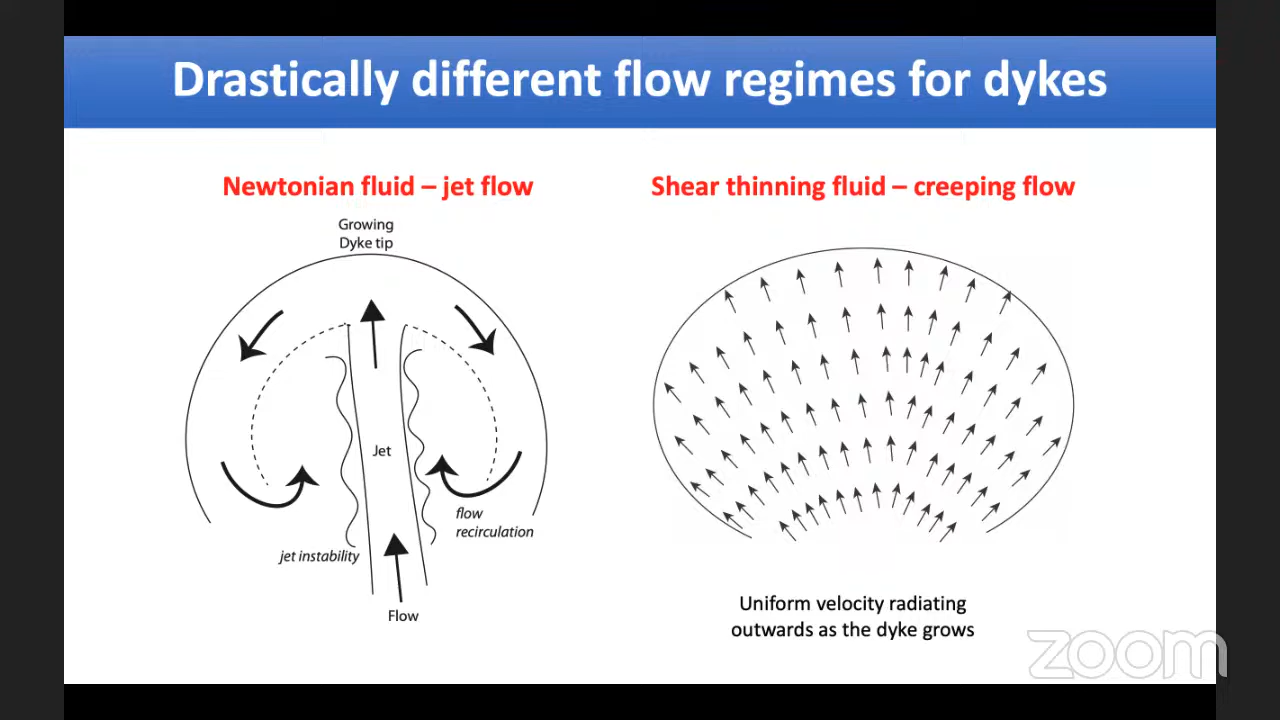 Drastically different flow regimes for dykes
Newtonian fluid – jet flow
Growing
Dyke tip
Jet
flow
recirculation
jet instability
Flow
Shear thinning fluid – creeping flow
Uniform velocity radiating
outwards as the dyke grows
zoom